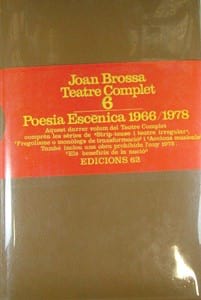 Joan Brossa
Teatre Complet
6
Poesia Escènica 1966/1978
Aquest darrer volum del Teatre Complet
comprèn les sèries de «Strip-tease i teatre irregular»,
«Fregolisme o monòlegs de transformació» i «Accions musicals»
També inclou una obra prohibida l'any 1973:
«Els beneficis de la nació»
EDICIONS 62